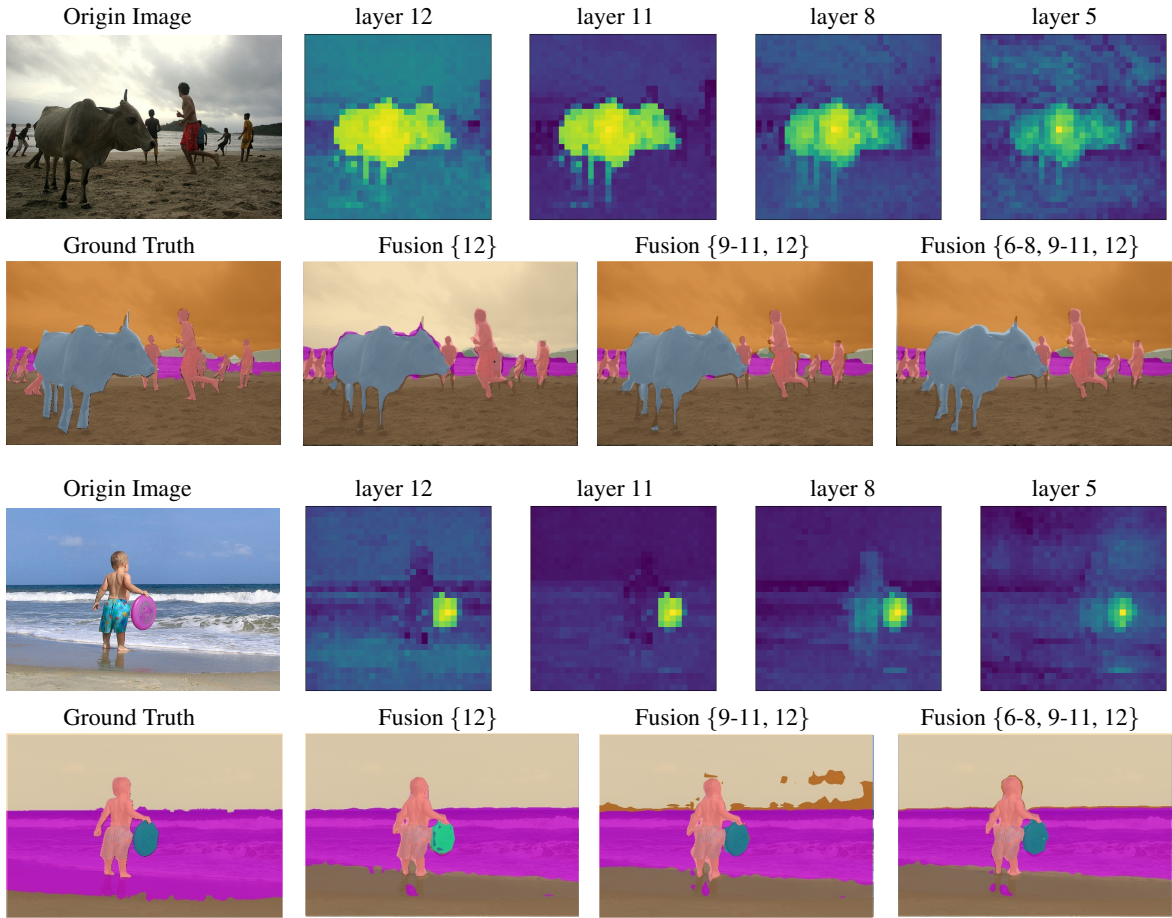 Origin Image layer 12 layer 11 layer 8 layer 5
Ground Truth Fusion {12} Fusion {9-11, 12} Fusion {6-8, 9-11, 12}
Origin Image layer 12 layer 11 layer 8 layer 5
Ground Truth Fusion {12} Fusion {9-11, 12} Fusion {6-8, 9-11, 12}